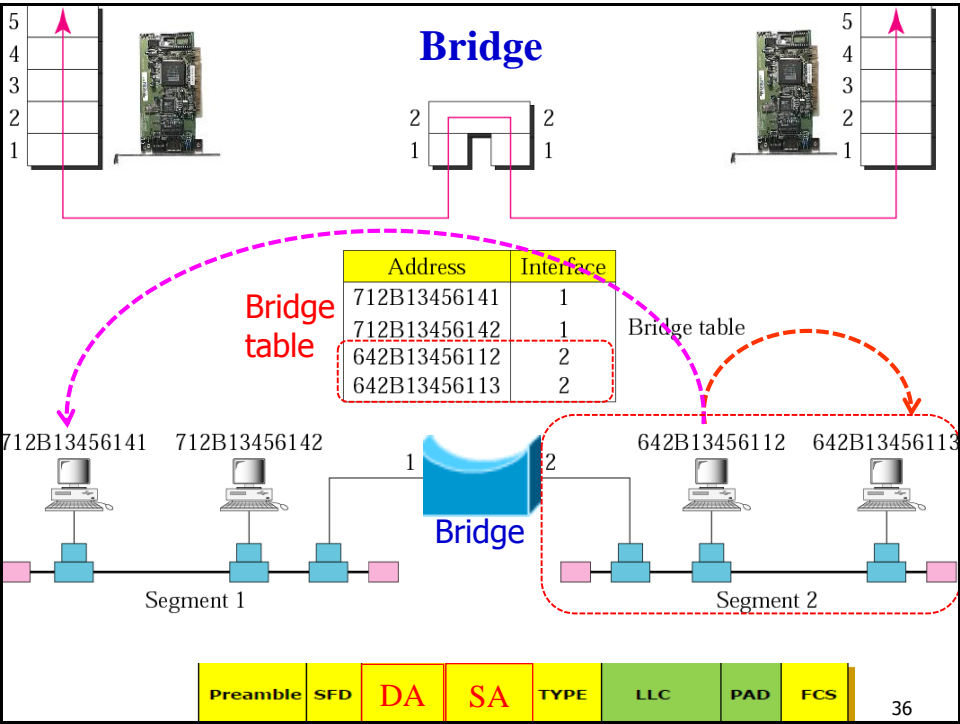 Bridge
5
4
3
2
1
2 2
1 1
5
4
3
2
1
Bridge
table
Address Interface
712B13456141 1
712B13456142 1
642B13456112 2
642B13456113 2
Bridge table
712B13456141 712B13456142 642B13456112 642B13456113
1 2
Bridge
Segment 1 Segment 2
Preamble SFD DA SA TYPE LLC PAD FCS
36